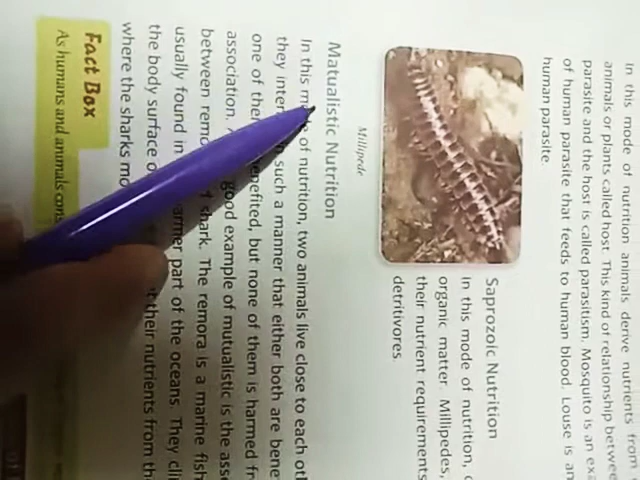 In this mode of nutrition animals derive nutrients from
animals or plants called host. This kind of relationship betwee
parasite and the host is called parasitism. Mosquito is an exa
of human parasite that feeds to human blood. Louse is an
human parasite.
Saprozoic Nutrition
In this mode of nutrition,
organic matter. Millipedes,
their nutrient requirements
detritivores.
Millipede
Matualistic Nutrition
In this of nutrition, two animals live close to each ot
they inter such a manner that either both are bene
one of the benefited, but none of them is harmed fr
association. good example of mutualistic is the ass
between remo shark. The remora is a marine fish
usually found in armer part of the oceans. They cli
the body surface o t their nutrients from th
where the sharks mo
Fact Box
As humans and animals cons